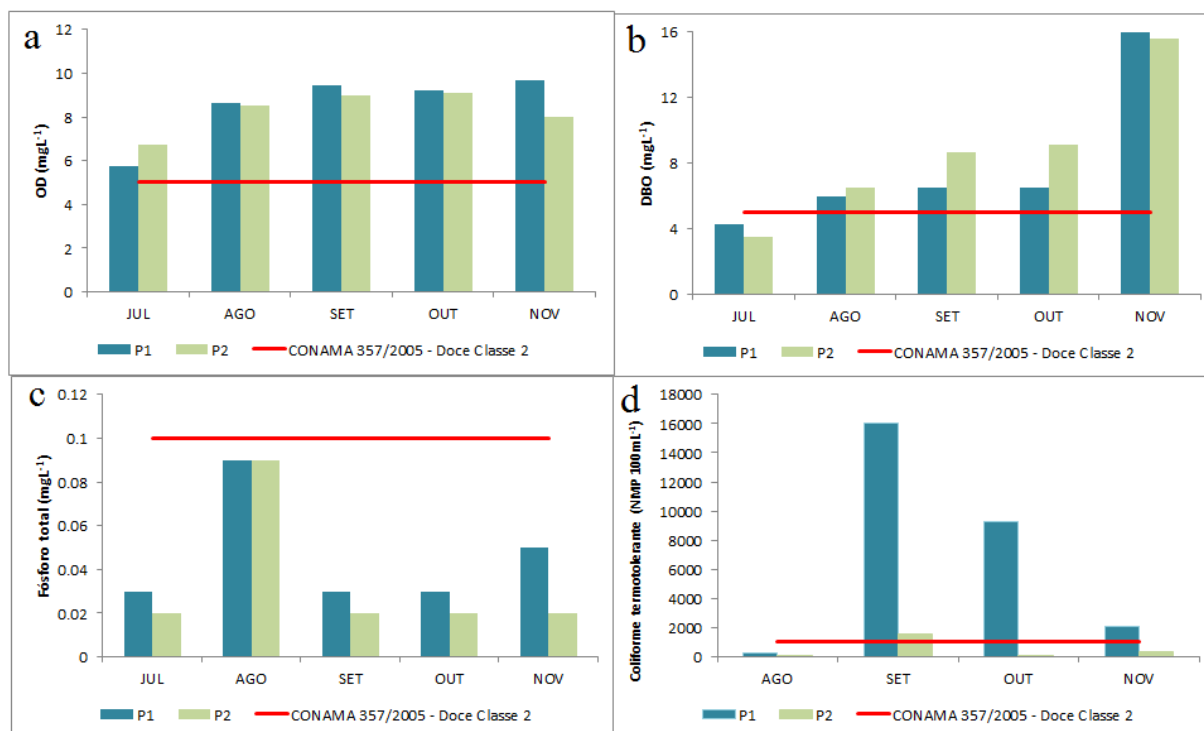 a
OD (mgL-1)
12
10
8
6
4
2
0
JUL AGO SET OUT NOV
P1 P2 CONAMA 357/2005 - Doce Classe 2
b
DBO (mgL-1)
16
12
8
4
0
JUL AGO SET OUT NOV
P1 P2 CONAMA 357/2005 - Doce Classe 2
c
Fósforo total (mgL-1)
0.12
0.1
0.08
0.06
0.04
0.02
0
JUL AGO SET OUT NOV
P1 P2 CONAMA 357/2005 - Doce Classe 2
d
Coliforme termotolerante (NMP 100mL-1)
18000
16000
14000
12000
10000
8000
6000
4000
2000
0
AGO SET OUT NOV
P1 P2 CONAMA 357/2005 - Doce Classe 2